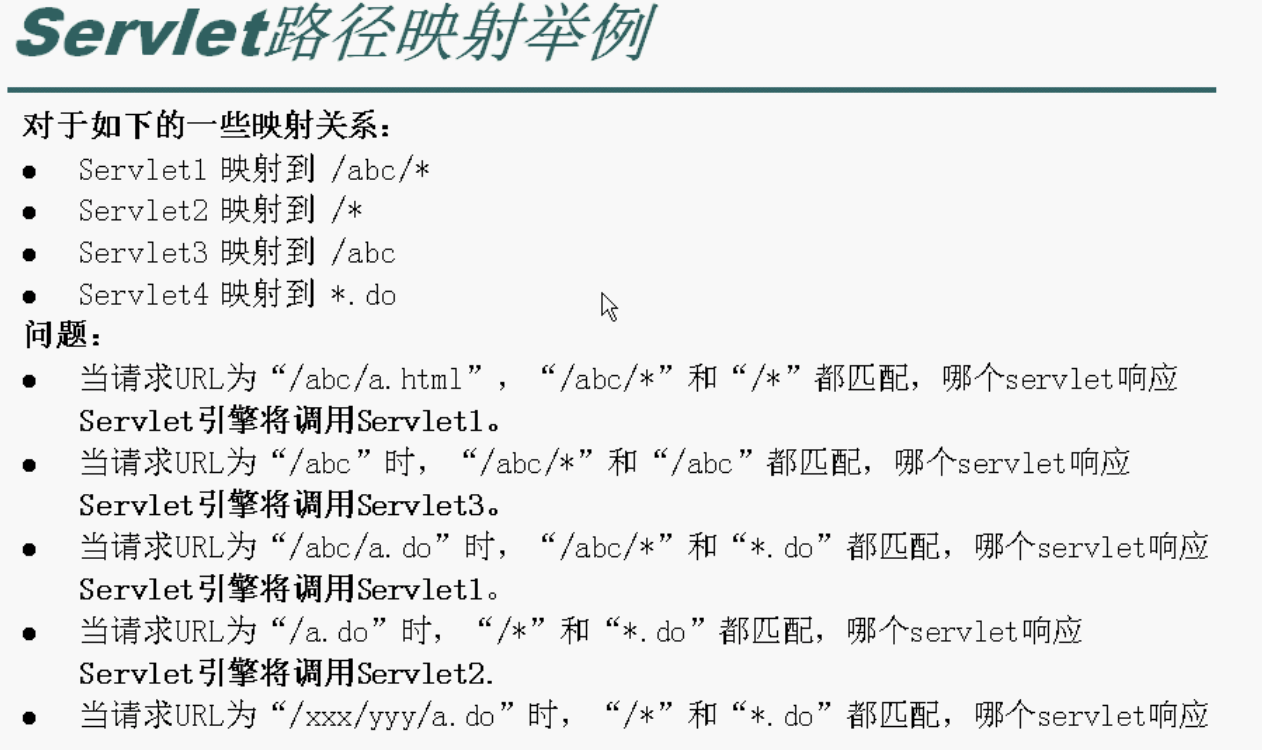 Servlet路径映射举例
对于如下的一些映射关系：
● Servlet1 映射到 /abc/*
● Servlet2 映射到 /*
● Servlet3 映射到 /abc
● Servlet4 映射到 *.do
问题：
● 当请求URL为“/abc/a.html”，“/abc/*”和“/*”都匹配，哪个servlet响应
Servlet引擎将调用Servlet1。
● 当请求URL为“/abc”时，“/abc/*”和“/abc”都匹配，哪个servlet响应
Servlet引擎将调用Servlet3。
● 当请求URL为“/abc/a.do”时，“/abc/*”和“*.do”都匹配，哪个servlet响应
Servlet引擎将调用Servlet1。
● 当请求URL为“/a.do”时，“/*”和“*.do”都匹配，哪个servlet响应
Servlet引擎将调用Servlet2.
● 当请求URL为“/xxx/yyy/a.do”时，“/*”和“*.do”都匹配，哪个servlet响应